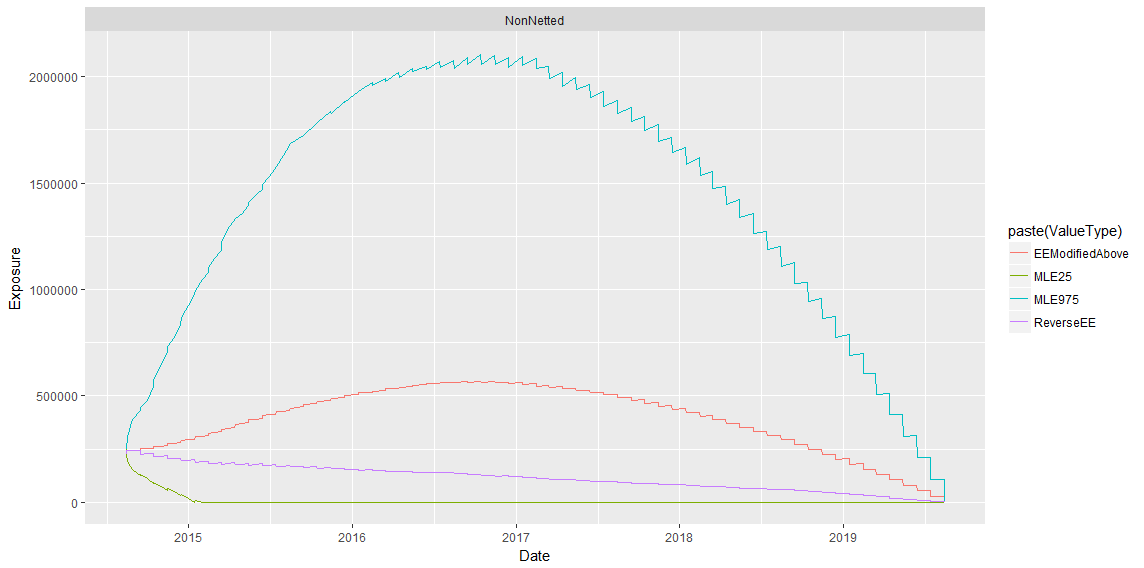 NonNetted
Exposure
2000000
1500000
1000000
500000
0
2015 2016 2017 2018 2019
Date
paste(ValueType)
EEModifiedAbove
MLE25
MLE975
ReverseEE